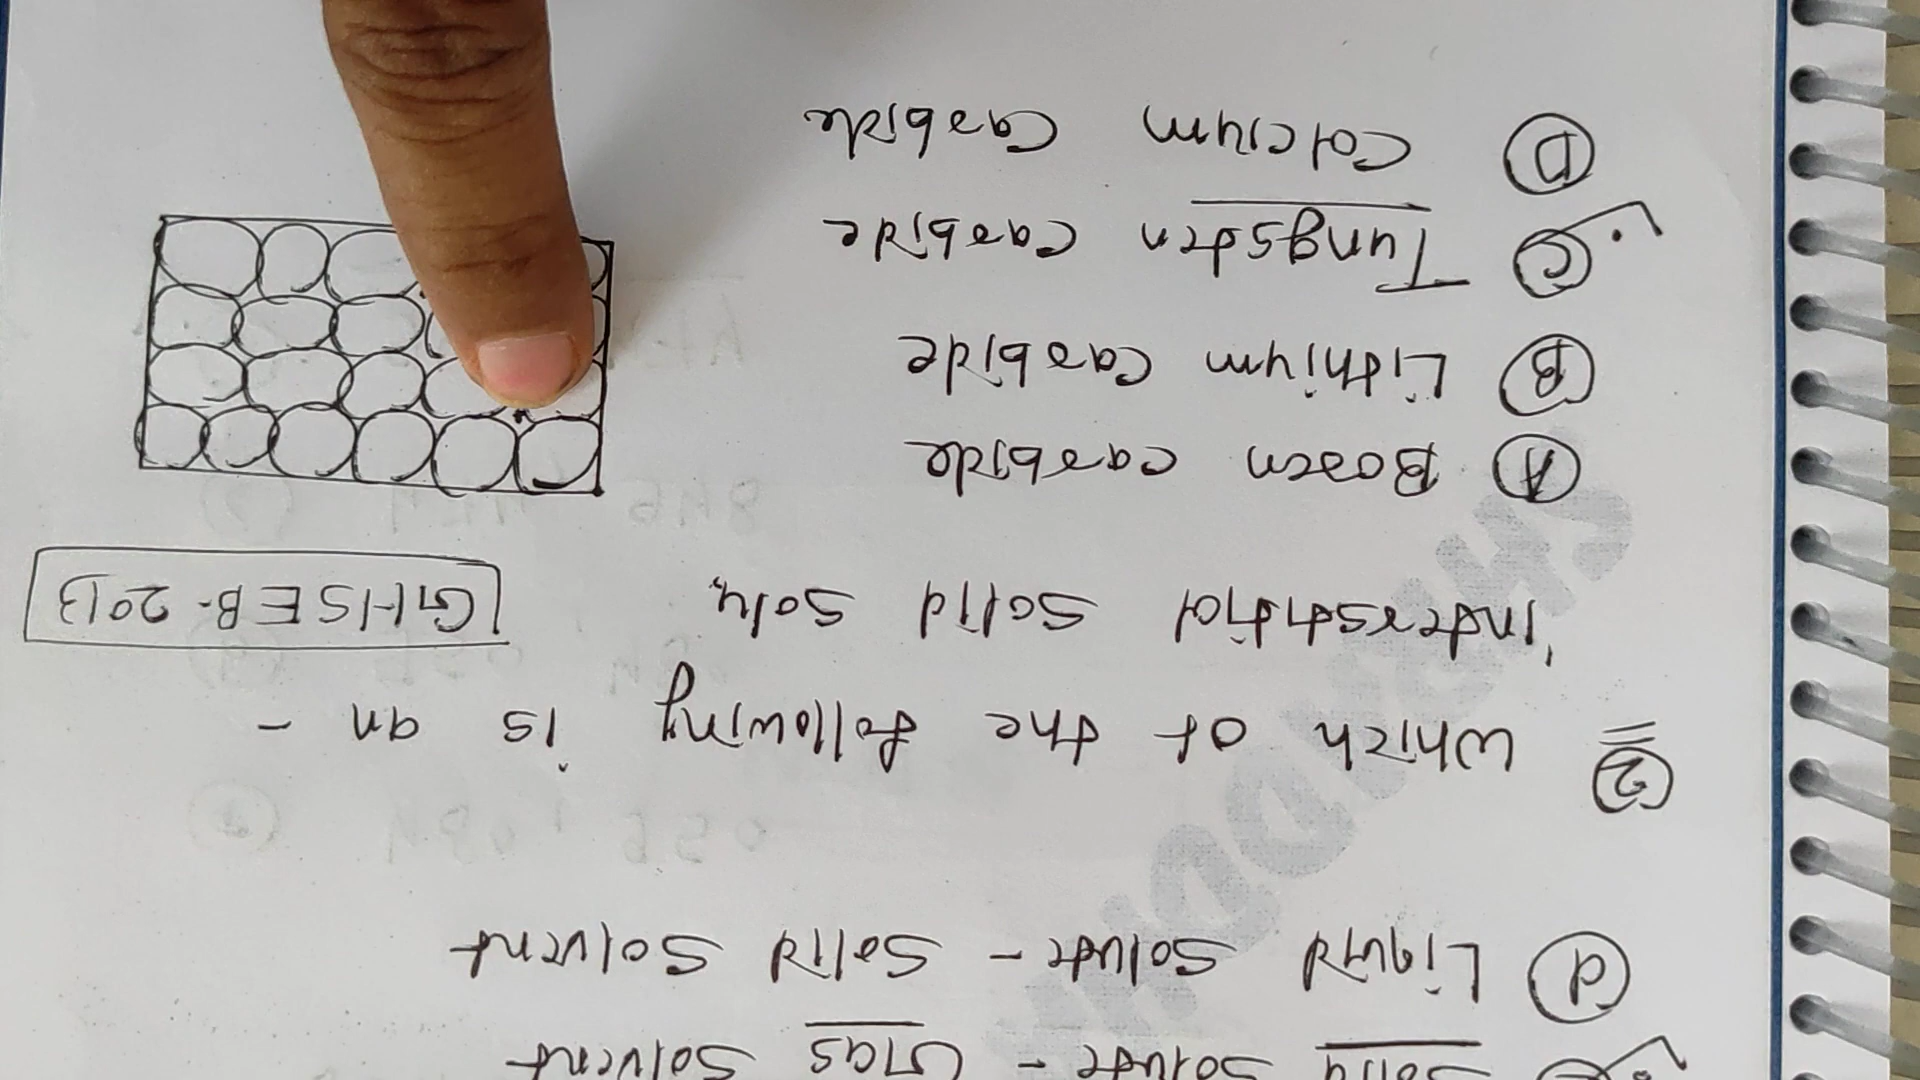 Solid Solute - Gas Solvent
(d) Liquid Solute - Solid Solvent
(2) Which of the following is an -
interstitial solid soln
GHSEB-2013
(A) Boron carbide
(B) Lithium Carbide
(C) Tungsten Carbide
(D) Calcium Carbide